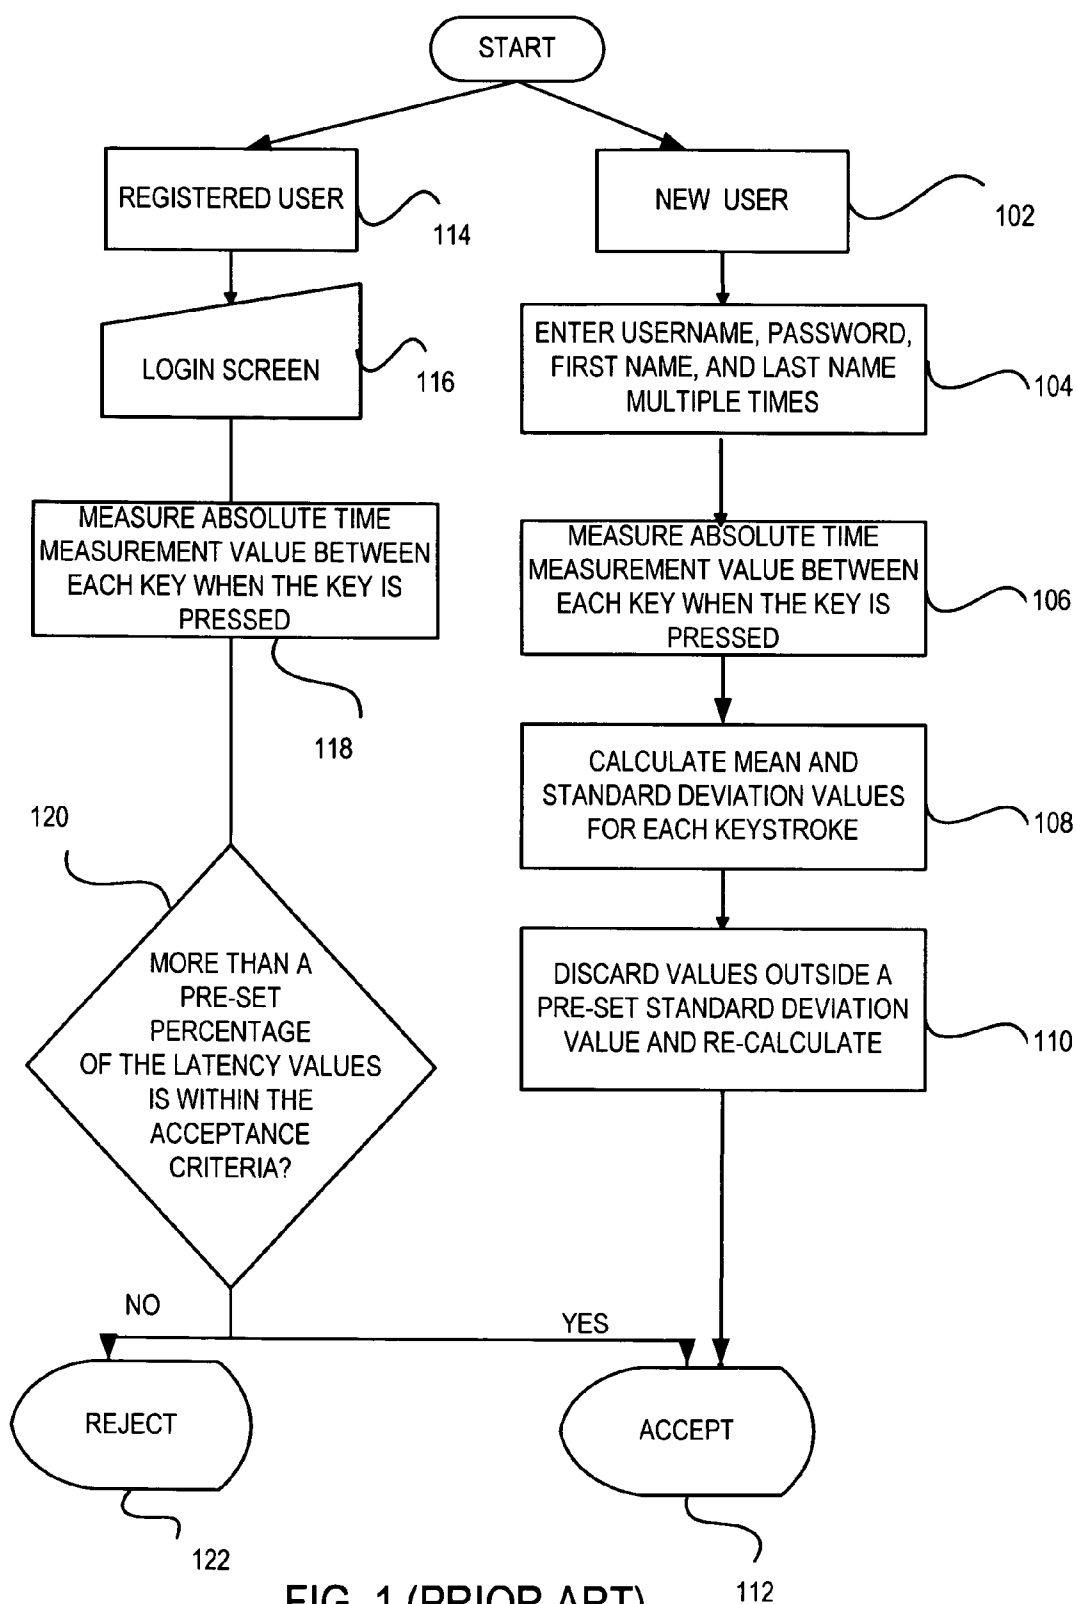 START
REGISTERED USER
114
NEW USER
102
LOGIN SCREEN
116
ENTER USERNAME, PASSWORD,
FIRST NAME, AND LAST NAME
MULTIPLE TIMES
104
MEASURE ABSOLUTE TIME
MEASUREMENT VALUE BETWEEN
EACH KEY WHEN THE KEY IS
PRESSED
118
MEASURE ABSOLUTE TIME
MEASUREMENT VALUE BETWEEN
EACH KEY WHEN THE KEY IS
PRESSED
106
CALCULATE MEAN AND
STANDARD DEVIATION VALUES
FOR EACH KEYSTROKE
108
120
MORE THAN A
PRE-SET
PERCENTAGE
OF THE LATENCY VALUES
IS WITHIN THE
ACCEPTANCE
CRITERIA?
DISCARD VALUES OUTSIDE A
PRE-SET STANDARD DEVIATION
VALUE AND RE-CALCULATE
110
NO
YES
REJECT
122
ACCEPT
112
FIG. 1 (PRIOR ART)